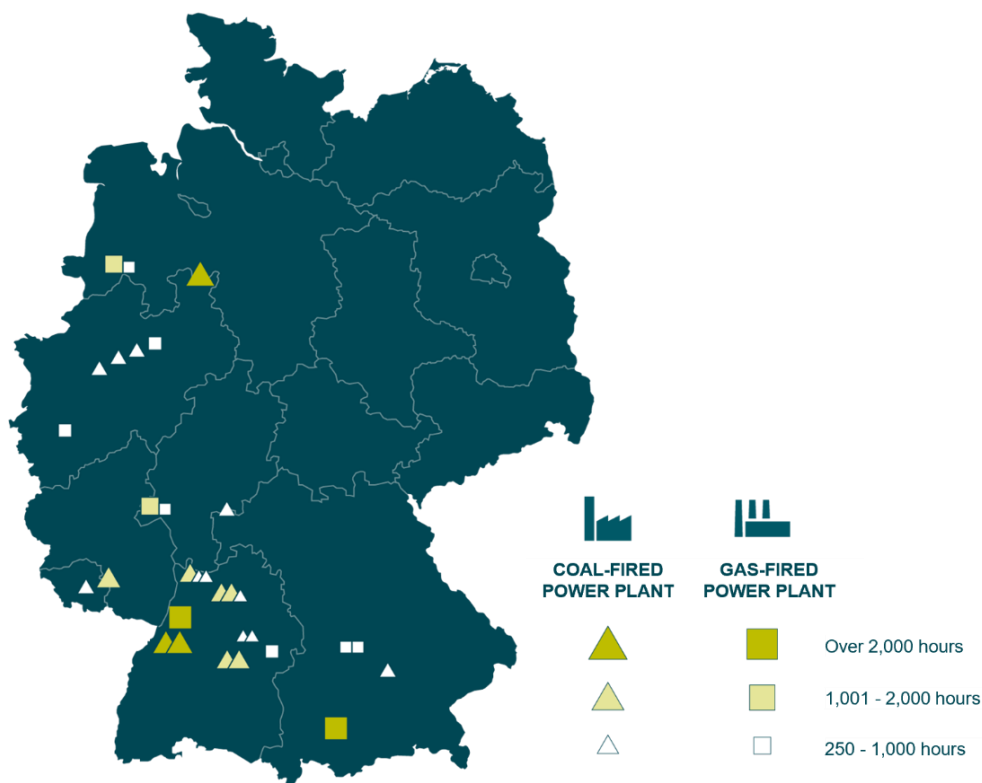 COAL-FIRED
POWER PLANT
GAS-FIRED
POWER PLANT
Over 2,000 hours
1,001 - 2,000 hours
250 - 1,000 hours